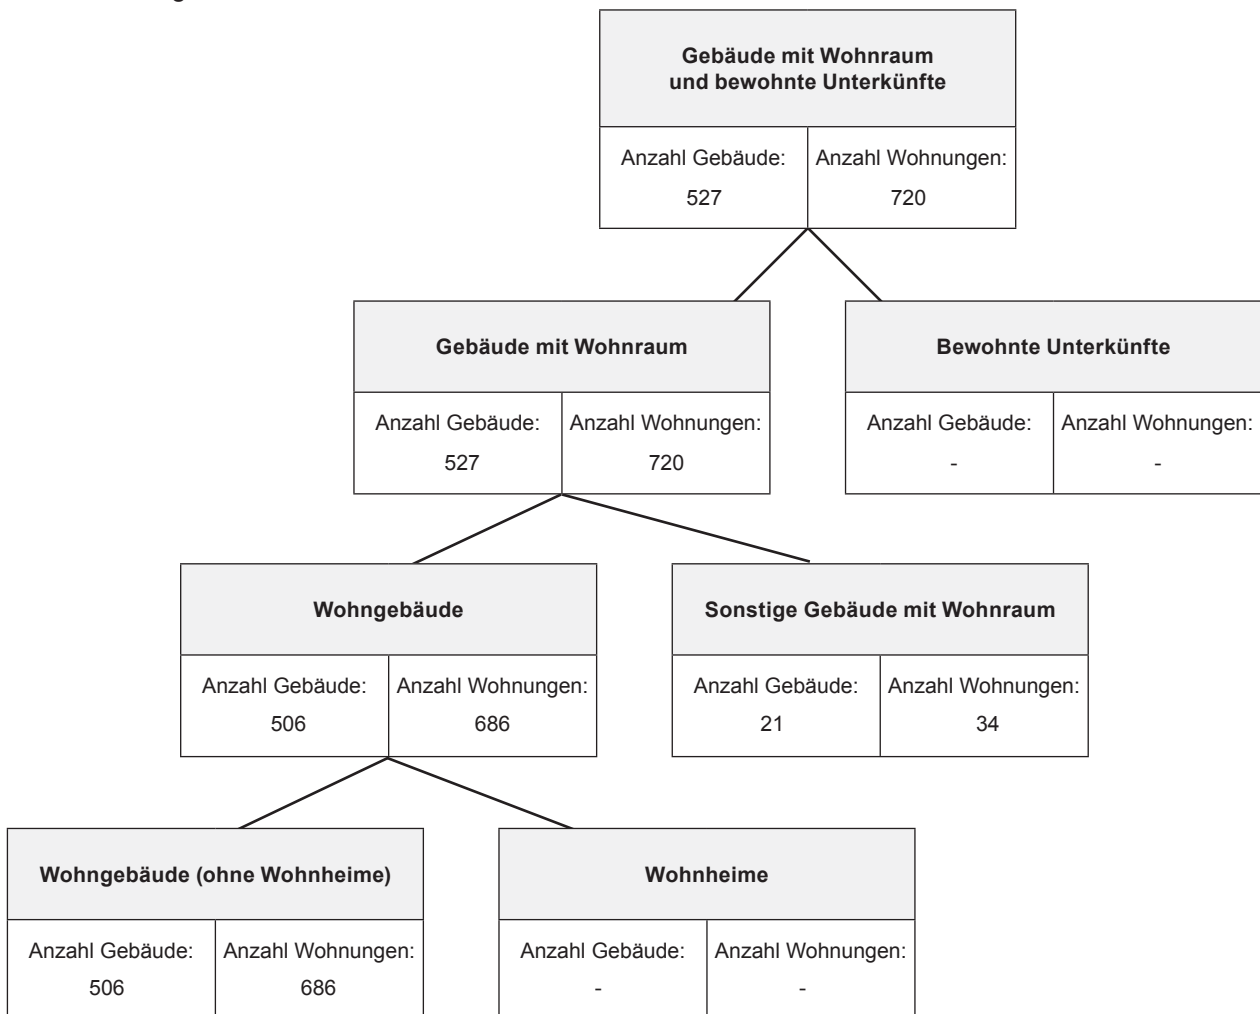 Gebäude mit Wohnraum
und bewohnte Unterkünfte
Anzahl Gebäude: Anzahl Wohnungen:
527 720
Gebäude mit Wohnraum Bewohnte Unterkünfte
Anzahl Gebäude: Anzahl Wohnungen: Anzahl Gebäude: Anzahl Wohnungen:
527 720 - -
Wohngebäude Sonstige Gebäude mit Wohnraum
Anzahl Gebäude: Anzahl Wohnungen: Anzahl Gebäude: Anzahl Wohnungen:
506 686 21 34
Wohngebäude (ohne Wohnheime) Wohnheime
Anzahl Gebäude: Anzahl Wohnungen: Anzahl Gebäude: Anzahl Wohnungen:
506 686 - -